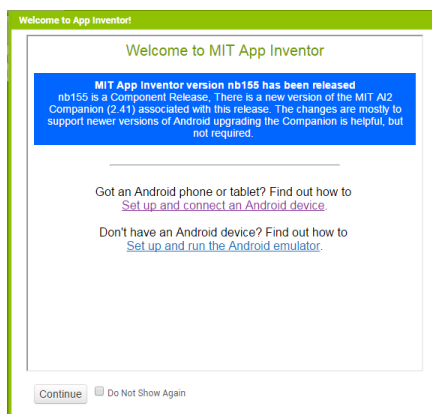 Welcome to App Inventor!
Welcome to MIT App Inventor
MIT App Inventor version nb155 has been released
nb155 is a Component Release, There is a new version of the MIT AI2
Companion (2.41) associated with this release. The changes are mostly to
support newer versions of Android upgrading the Companion is helpful, but
not required.
Got an Android phone or tablet? Find out how to
Set up and connect an Android device.
Don't have an Android device? Find out how to
Set up and run the Android emulator.
Continue
Do Not Show Again